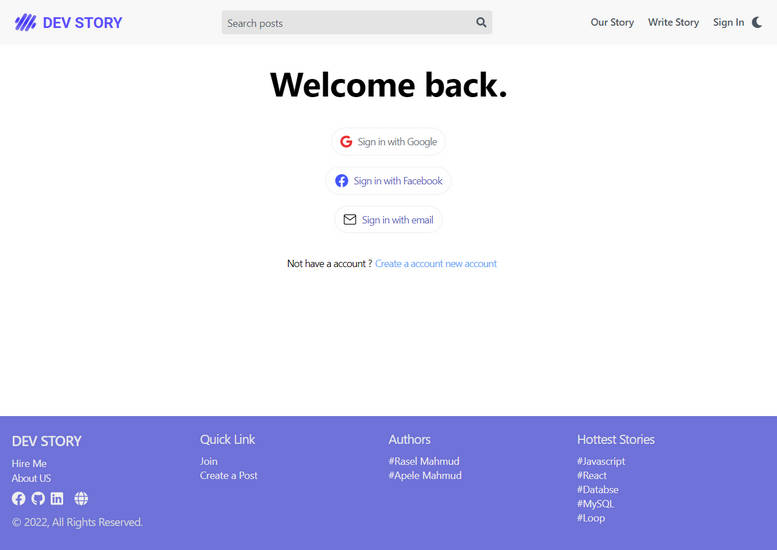 DEV STORY
Search posts
Our Story
Write Story
Sign In
Welcome back.
Sign in with Google
Sign in with Facebook
Sign in with email
Not have a account ? Create a account new account
DEV STORY
Hire Me
About US
© 2022, All Rights Reserved.
Quick Link
Join
Create a Post
Authors
#Rasel Mahmud
#Apele Mahmud
Hottest Stories
#Javascript
#React
#Databse
#MySQL
#Loop